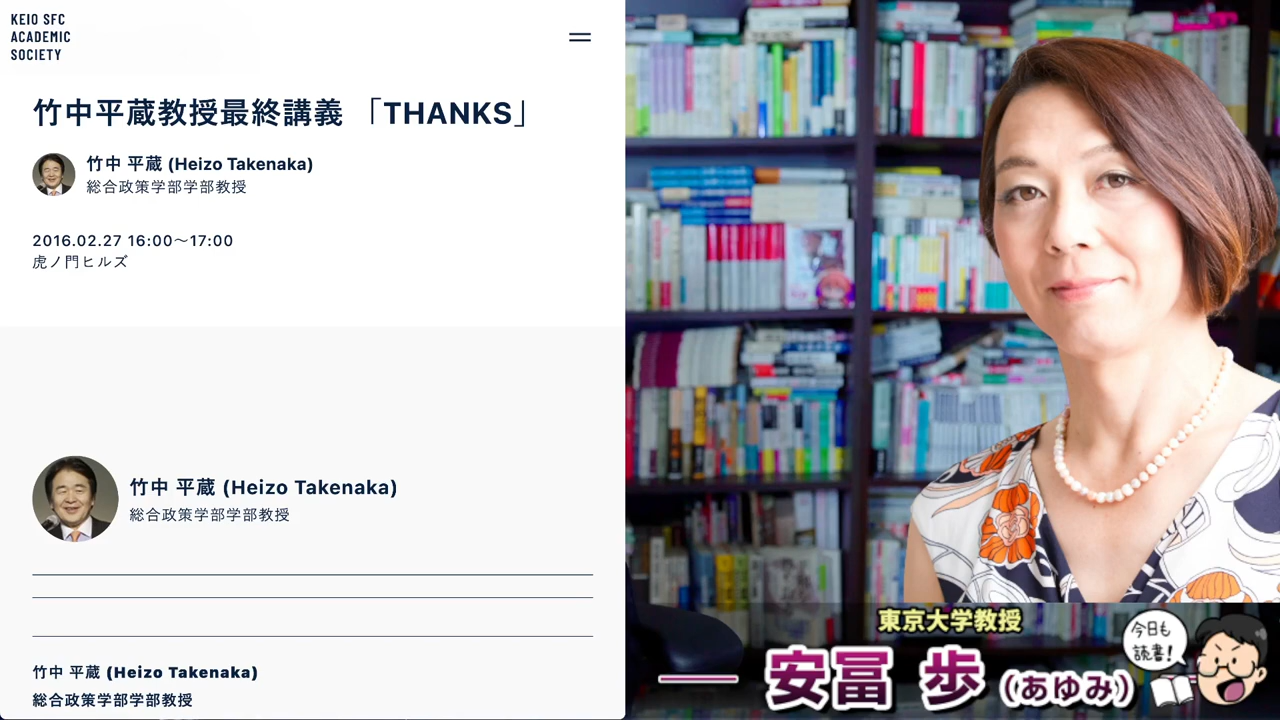 KEIO SFC
ACADEMIC
SOCIETY
竹中平蔵教授最終講義 「THANKS」
竹中 平蔵 (Heizo Takenaka)
総合政策学部学部教授
2016.02.27 16:00〜17:00
虎ノ門ヒルズ
竹中 平蔵 (Heizo Takenaka)
総合政策学部学部教授
竹中 平蔵 (Heizo Takenaka)
総合政策学部学部教授
東京大学教授
安冨 歩 (あゆみ)
今日も
読書!